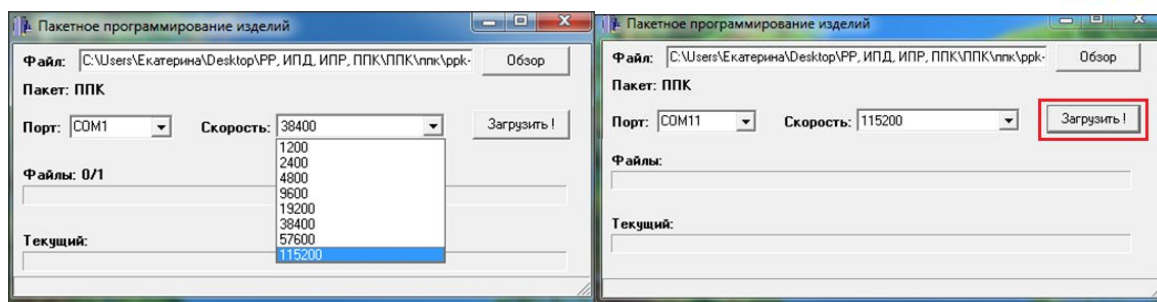 Пакетное программирование изделий
Файл: C:\Users\Екатерина\Desktop\РР, ИПД, ИПР, ППК\ППК\ппк\ppk- Обзор
Пакет: ППК
Порт: COM1 Скорость: 38400 Загрузить !
1200
2400
4800
9600
19200
38400
57600
115200
Файлы: 0/1
Текущий:
Пакетное программирование изделий
Файл: C:\Users\Екатерина\Desktop\РР, ИПД, ИПР, ППК\ППК\ппк\ppk- Обзор
Пакет: ППК
Порт: COM11 Скорость: 115200 Загрузить !
Файлы:
Текущий: